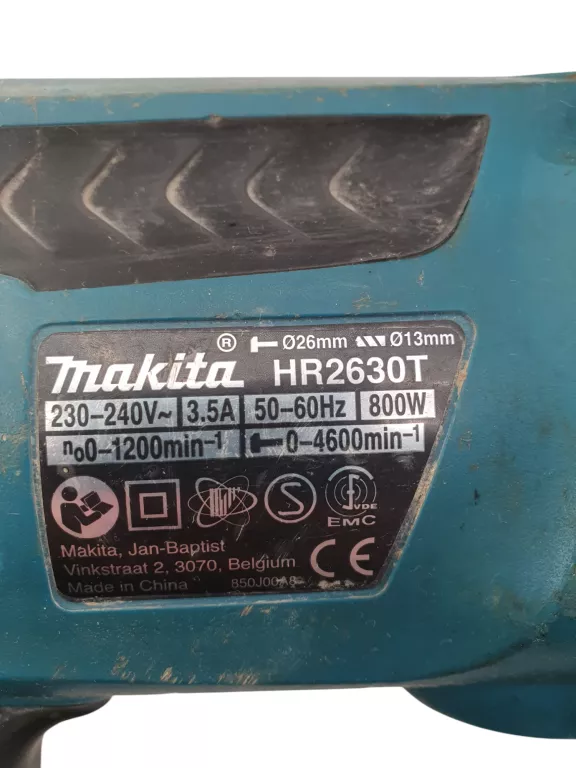 ® Ø26mm Ø13mm
makita HR2630T
230-240V~ 3.5A 50-60Hz 800W
n₀0-1200min⁻¹ 0-4600min⁻¹
S
VDE
EMC
Makita, Jan-Baptist
Vinkstraat 2, 3070, Belgium
CE
Made in China